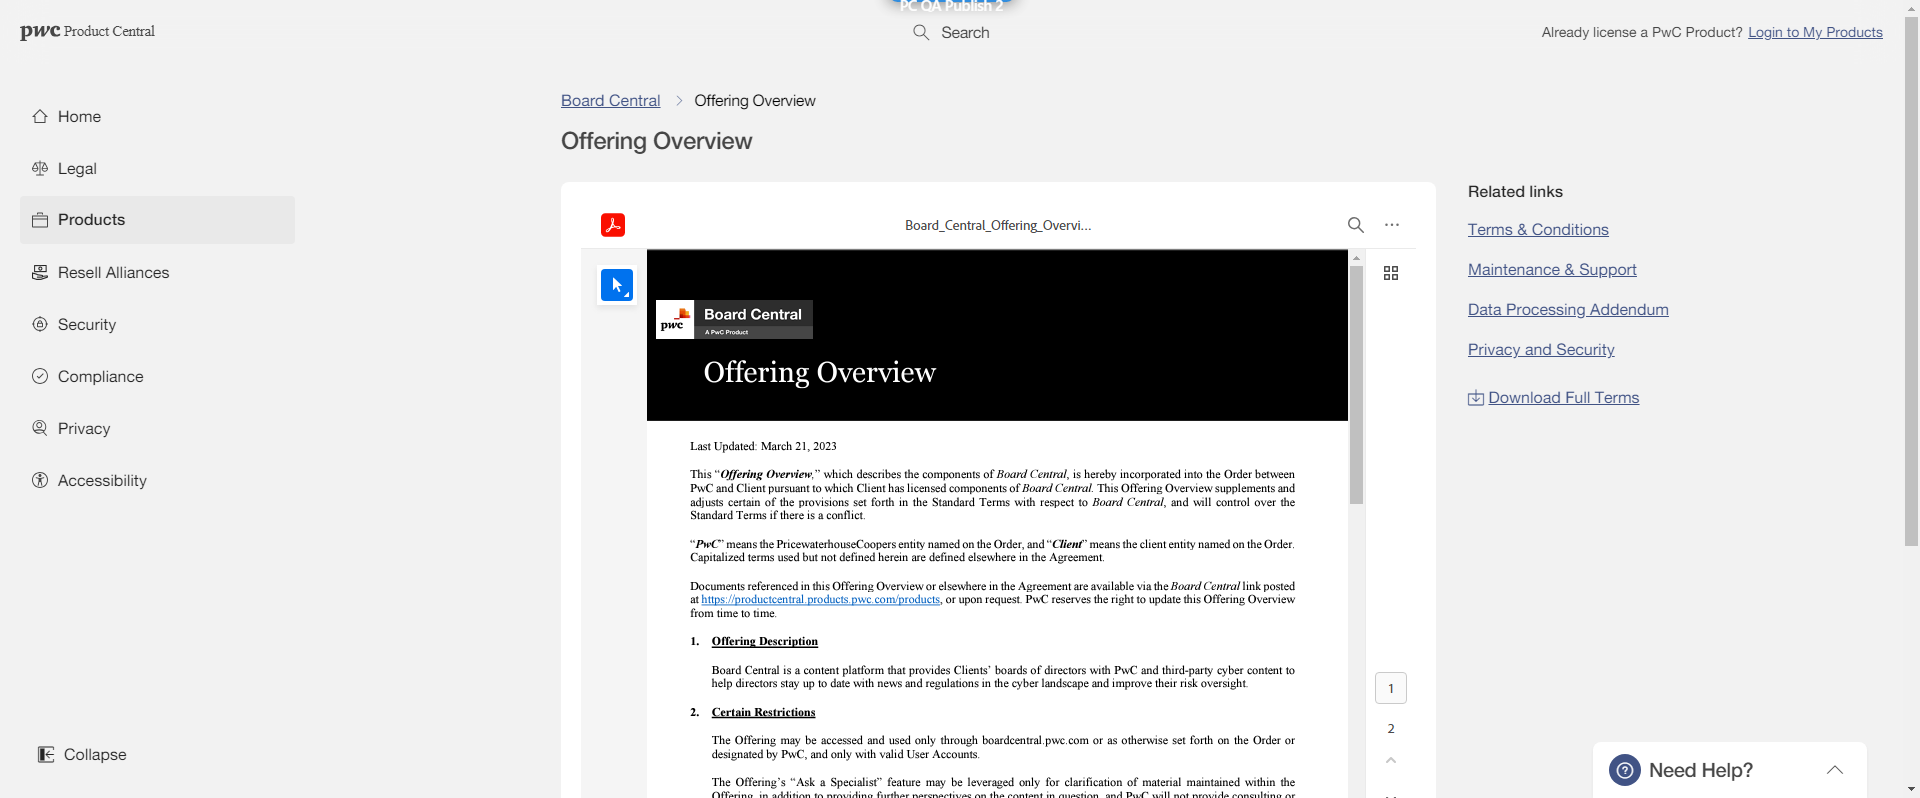 PC QA Publish 2
pwc Product Central
Search
Already license a PwC Product? Login to My Products
Home
Legal
Products
Resell Alliances
Security
Compliance
Privacy
Accessibility
Collapse
Board Central > Offering Overview
Offering Overview
Board_Central_Offering_Overvi...
pwc
Board Central
A PwC Product
Offering Overview
Last Updated: March 21, 2023
This “Offering Overview,” which describes the components of Board Central, is hereby incorporated into the Order between
PwC and Client pursuant to which Client has licensed components of Board Central. This Offering Overview supplements and
adjusts certain of the provisions set forth in the Standard Terms with respect to Board Central, and will control over the
Standard Terms if there is a conflict.
“PwC” means the PricewaterhouseCoopers entity named on the Order, and “Client” means the client entity named on the Order.
Capitalized terms used but not defined herein are defined elsewhere in the Agreement.
Documents referenced in this Offering Overview or elsewhere in the Agreement are available via the Board Central link posted
at https://productcentral.products.pwc.com/products, or upon request. PwC reserves the right to update this Offering Overview
from time to time.
1. Offering Description
Board Central is a content platform that provides Clients’ boards of directors with PwC and third-party cyber content to
help directors stay up to date with news and regulations in the cyber landscape and improve their risk oversight.
2. Certain Restrictions
The Offering may be accessed and used only through boardcentral.pwc.com or as otherwise set forth on the Order or
designated by PwC, and only with valid User Accounts.
The Offering’s “Ask a Specialist” feature may be leveraged only for clarification of material maintained within the
Offering, in addition to providing further perspectives on the content in question, and PwC will not provide consulting or
1
2
Related links
Terms & Conditions
Maintenance & Support
Data Processing Addendum
Privacy and Security
Download Full Terms
Need Help?